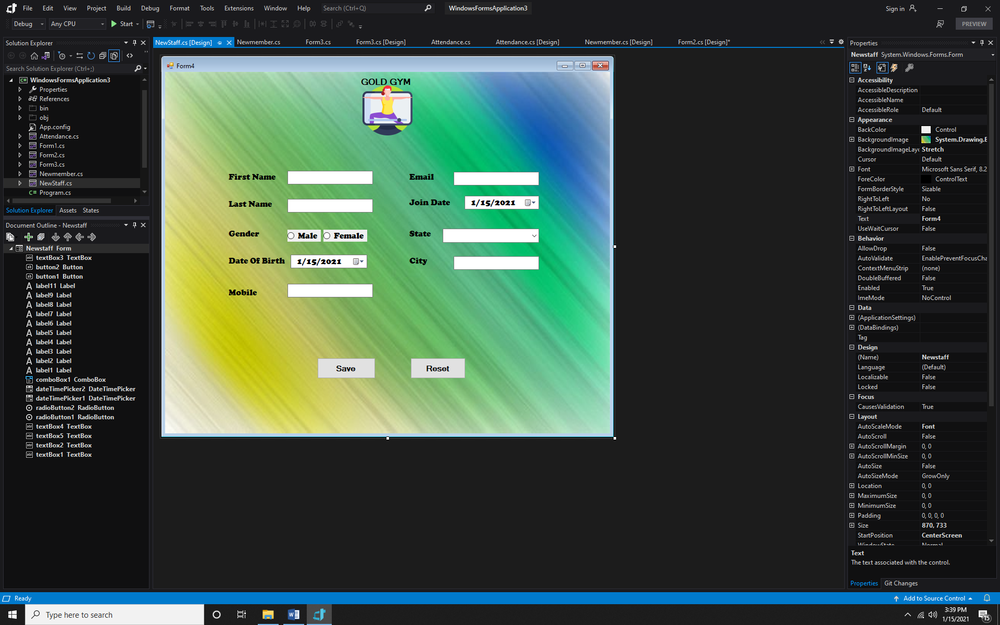 File Edit View Project Build Debug Format Tools Extensions Window Help Search (Ctrl+Q) WindowsFormsApplication3 Sign in
Debug Any CPU Start PREVIEW
Solution Explorer
Search Solution Explorer (Ctrl+;)
WindowsFormsApplication3
Properties
References
bin
obj
App.config
Attendance.cs
Form1.cs
Form2.cs
Form3.cs
Newmember.cs
NewStaff.cs
C# Program.cs
Solution Explorer Assets States
Document Outline - Newstaff
Newstaff Form
textBox3 TextBox
button2 Button
button1 Button
label11 Label
label9 Label
label8 Label
label7 Label
label6 Label
label5 Label
label4 Label
label3 Label
label2 Label
label1 Label
comboBox1 ComboBox
dateTimePicker2 DateTimePicker
dateTimePicker1 DateTimePicker
radioButton2 RadioButton
radioButton1 RadioButton
textBox4 TextBox
textBox5 TextBox
textBox2 TextBox
textBox1 TextBox
NewStaff.cs [Design] Newmember.cs Form3.cs Form3.cs [Design] Attendance.cs Attendance.cs [Design] Newmember.cs [Design] Form2.cs [Design]*
Form4
GOLD GYM
First Name Email
Last Name Join Date 1/15/2021
Gender Male Female State
Date Of Birth 1/15/2021 City
Mobile
Save Reset
Properties
Newstaff System.Windows.Forms.Form
Accessibility
AccessibleDescription
AccessibleName
AccessibleRole Default
Appearance
BackColor Control
BackgroundImage System.Drawing.B
BackgroundImageLayo Stretch
Cursor Default
Font Microsoft Sans Serif, 8.2
ForeColor ControlText
FormBorderStyle Sizable
RightToLeft No
RightToLeftLayout False
Text Form4
UseWaitCursor False
Behavior
AllowDrop False
AutoValidate EnablePreventFocusCha
ContextMenuStrip (none)
DoubleBuffered False
Enabled True
ImeMode NoControl
Data
(ApplicationSettings)
(DataBindings)
Tag
Design
(Name) Newstaff
Language (Default)
Localizable False
Locked False
Focus
CausesValidation True
Layout
AutoScaleMode Font
AutoScroll False
AutoScrollMargin 0, 0
AutoScrollMinSize 0, 0
AutoSize False
AutoSizeMode GrowOnly
Location 0, 0
MaximumSize 0, 0
MinimumSize 0, 0
Padding 0, 0, 0, 0
Size 870, 733
StartPosition CenterScreen
WindowState Normal
Text
The text associated with the control.
Properties Git Changes
Ready Add to Source Control
Type here to search
3:39 PM
1/15/2021
15